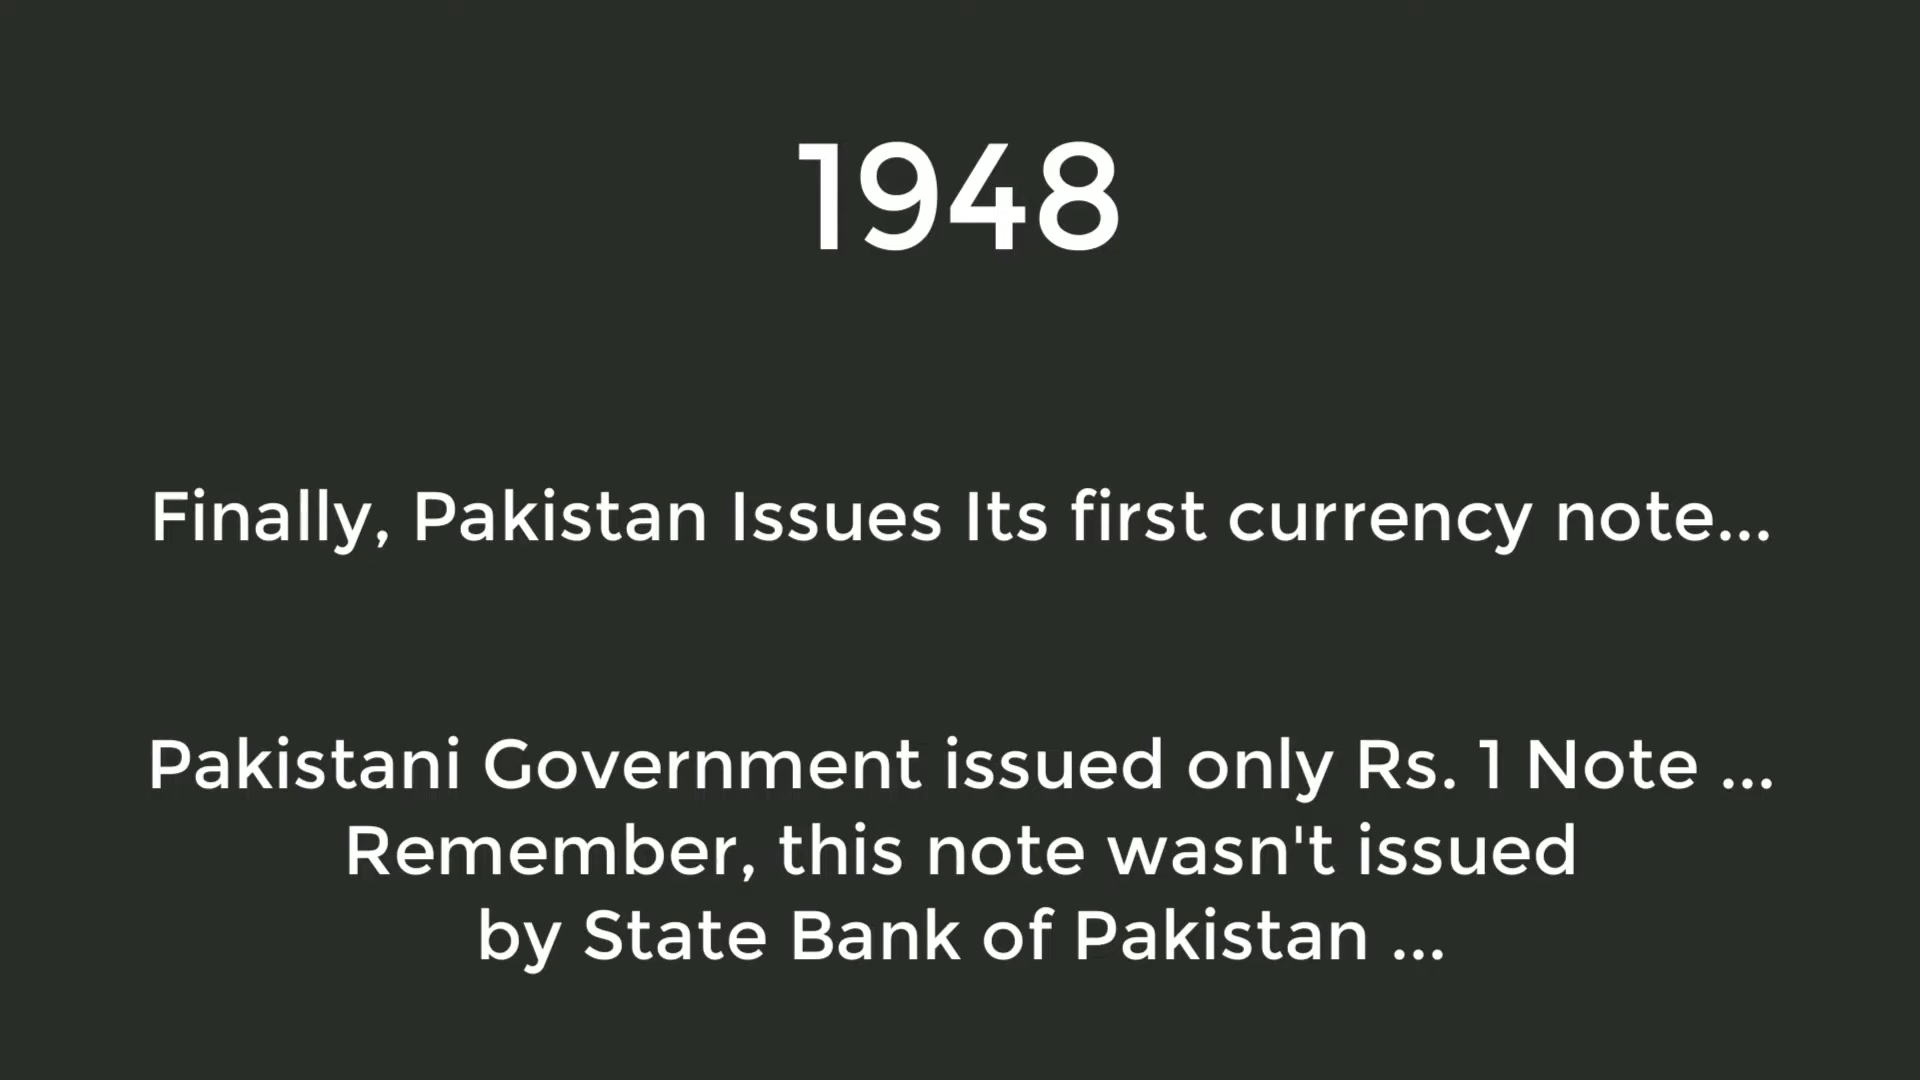 1948
Finally, Pakistan Issues Its first currency note...
Pakistani Government issued only Rs. 1 Note ...
Remember, this note wasn't issued
by State Bank of Pakistan ...